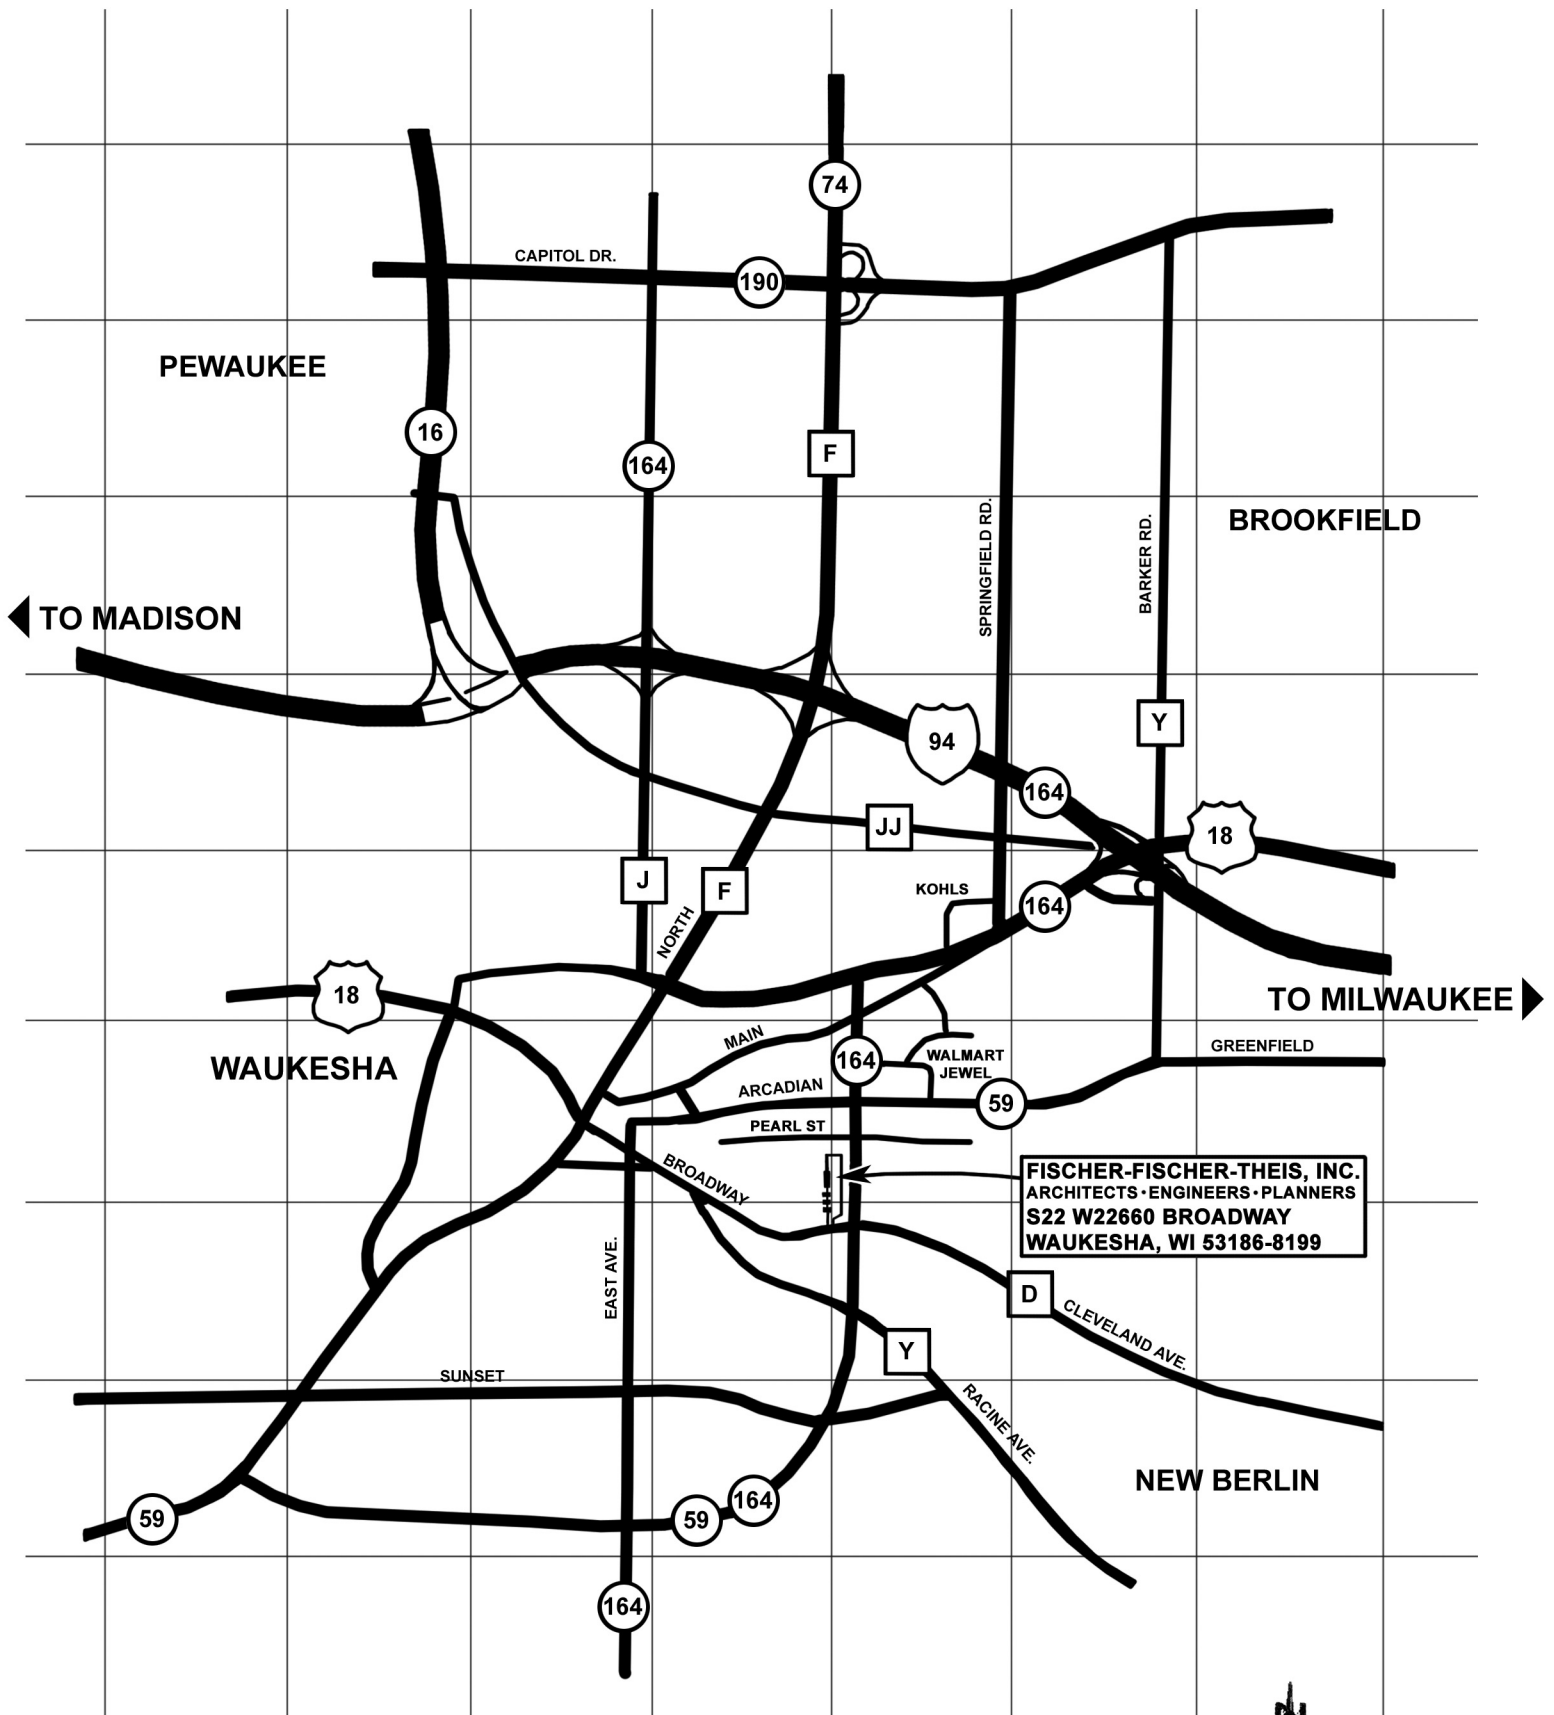 74
CAPITOL DR.
190
PEWAUKEE
16
164
F
SPRINGFIELD RD.
BARKER RD.
BROOKFIELD
TO MADISON
94
Y
164
JJ
18
J
F
KOHLS
164
NORTH
18
TO MILWAUKEE
WAUKESHA
MAIN
164
WALMART
JEWEL
GREENFIELD
ARCADIAN
59
PEARL ST
BROADWAY
FISCHER-FISCHER-THEIS, INC.
ARCHITECTS•ENGINEERS•PLANNERS
S22 W22660 BROADWAY
WAUKESHA, WI 53186-8199
EAST AVE.
D
CLEVELAND AVE.
Y
SUNSET
RACINE AVE.
NEW BERLIN
59
59
164
164